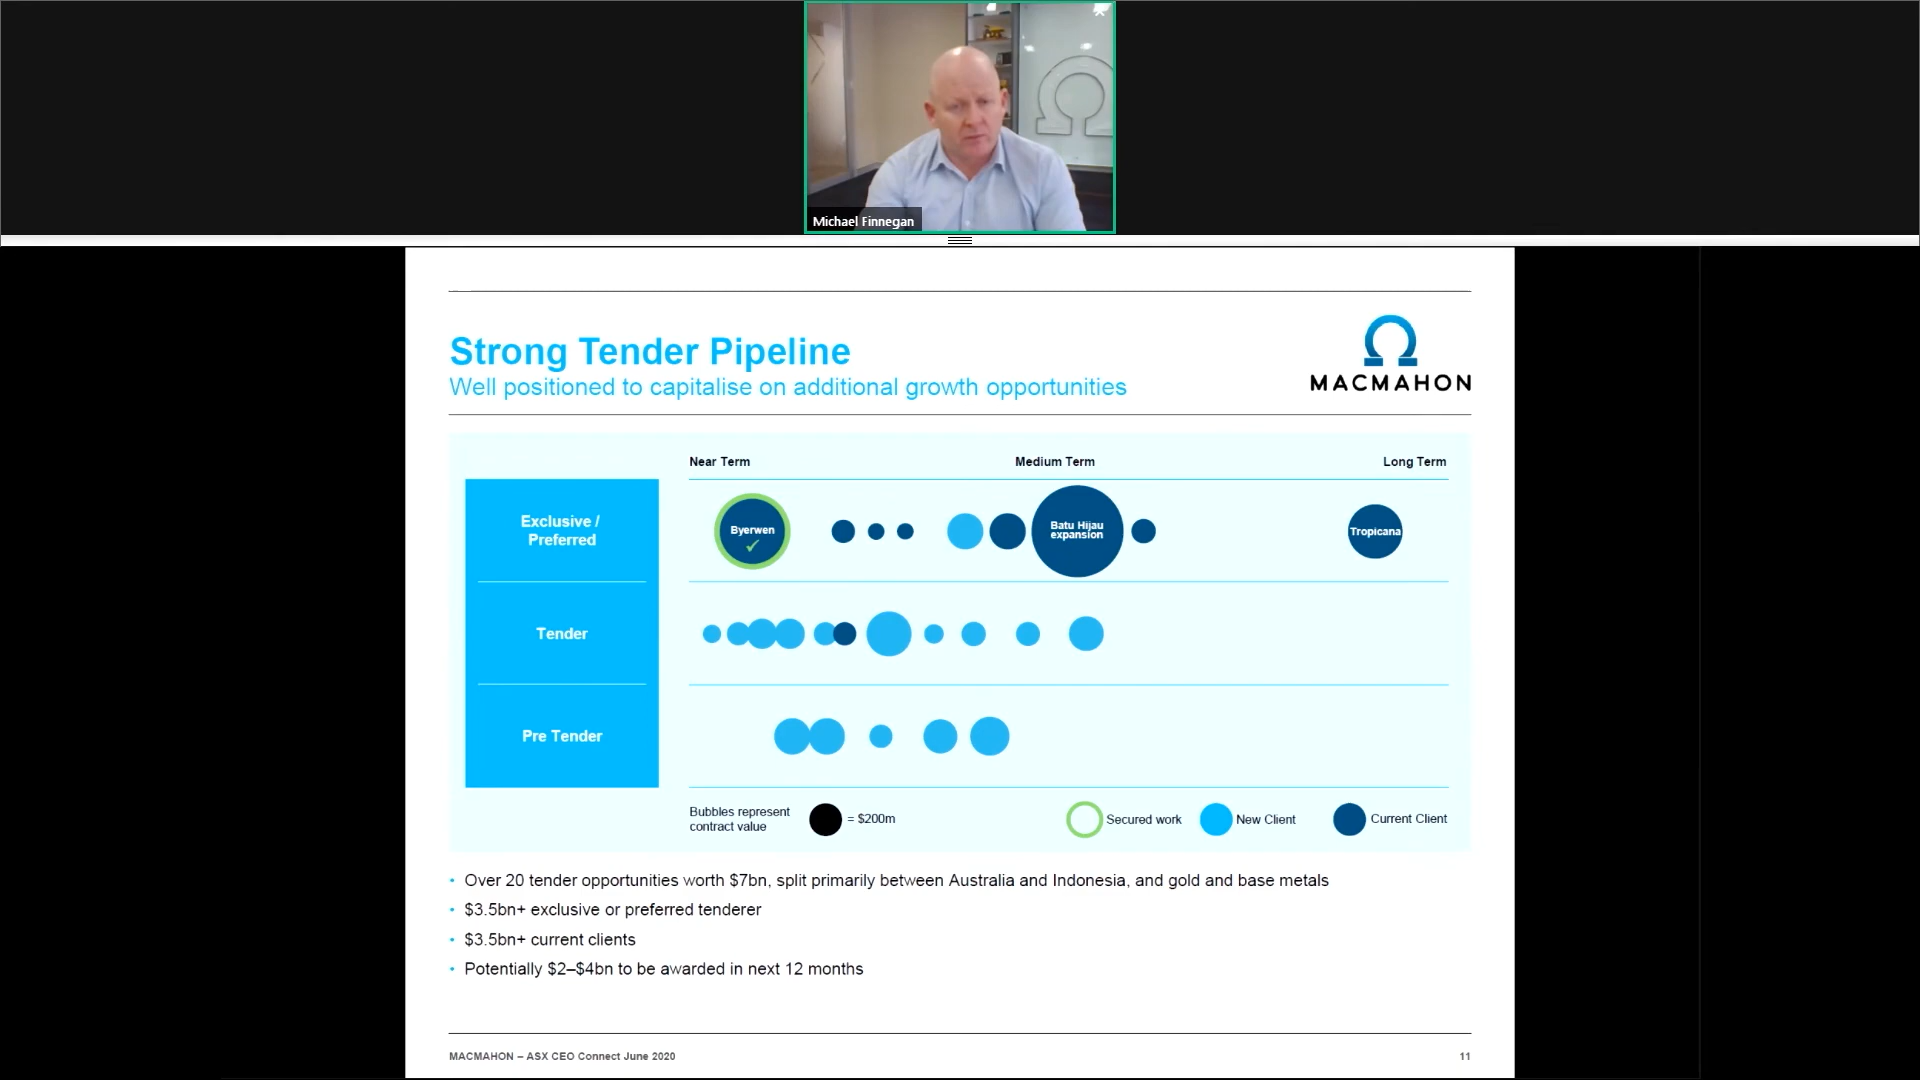 Michael Finnegan
Strong Tender Pipeline
Well positioned to capitalise on additional growth opportunities
MACMAHON
Near Term
Medium Term
Long Term
Exclusive /
Preferred
Byerwen
Batu Hijau
expansion
Tropicana
Tender
Pre Tender
Bubbles represent
contract value
= $200m
Secured work
New Client
Current Client
• Over 20 tender opportunities worth $7bn, split primarily between Australia and Indonesia, and gold and base metals
• $3.5bn+ exclusive or preferred tenderer
• $3.5bn+ current clients
• Potentially $2–$4bn to be awarded in next 12 months
MACMAHON – ASX CEO Connect June 2020
11